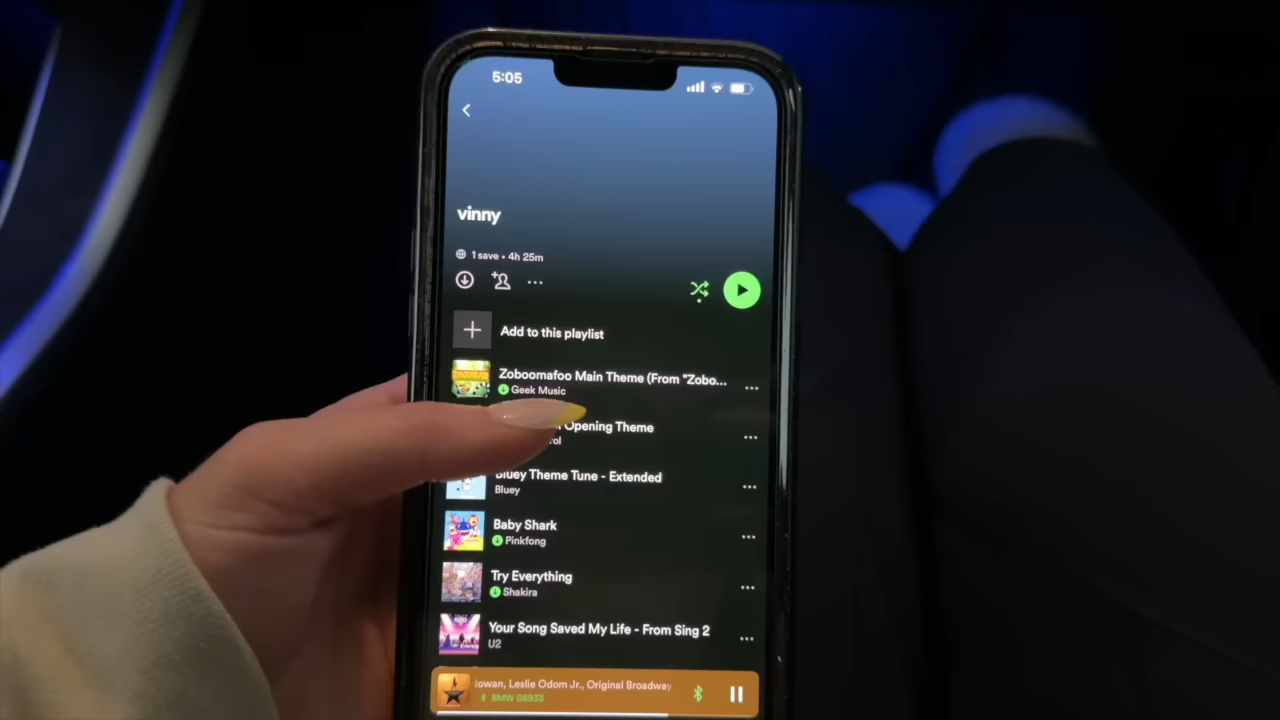 5:05
vinny
1 save • 4h 25m
Add to this playlist
Zoboomafoo Main Theme (From "Zobo...
Geek Music
Opening Theme
Bluey Theme Tune - Extended
Bluey
Baby Shark
Pinkfong
Try Everything
Shakira
Your Song Saved My Life - From Sing 2
U2
Leslie Odom Jr., Original Broadway
BMW 06933